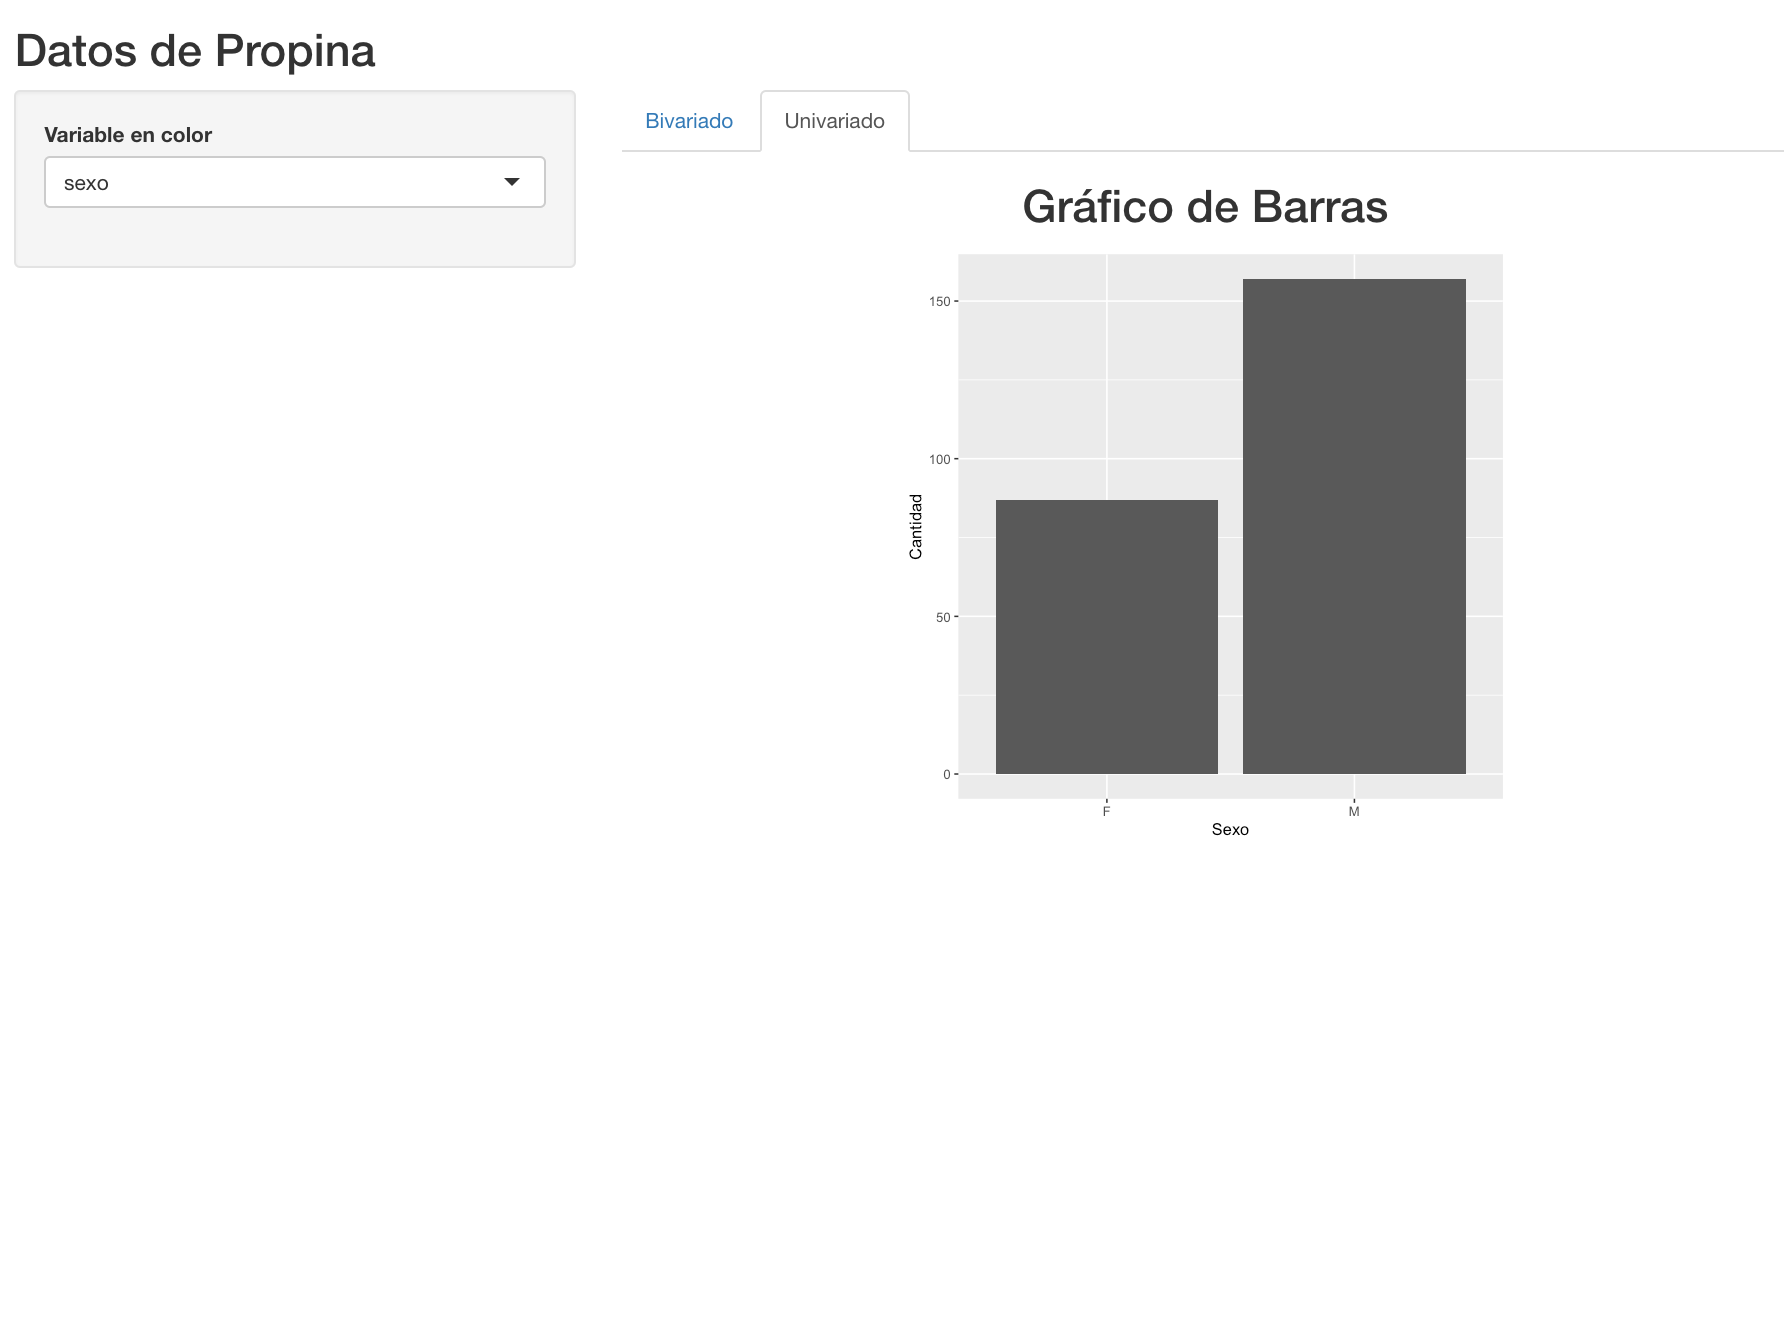 Datos de Propina
Variable en color
sexo
Bivariado
Univariado
Gráfico de Barras
150
100
50
0
Cantidad
F
M
Sexo